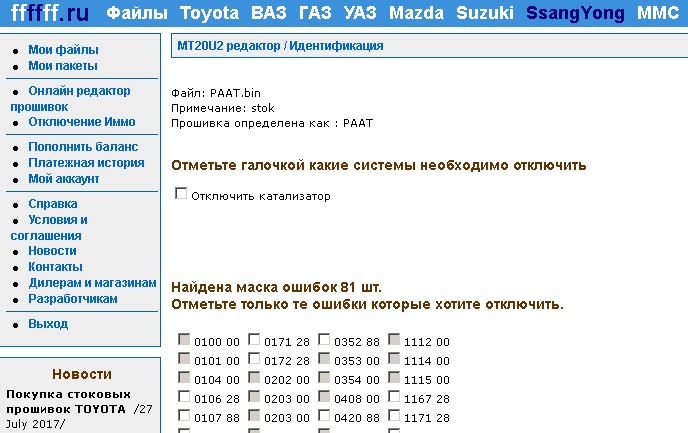 ffffff.ru Файлы Toyota ВАЗ ГАЗ УАЗ Mazda Suzuki SsangYong MMC
Мои файлы
Мои пакеты
Онлайн редактор
прошивок
Отключение Иммо
Пополнить баланс
Платежная история
Мой аккаунт
Справка
Условия и
соглашения
Новости
Контакты
Дилерам и магазинам
Разработчикам
Выход
Новости
Покупка стоковых
прошивок TOYOTA /27
July 2017/
MT20U2 редактор / Идентификация
Файл: PAAT.bin
Примечание: stok
Прошивка определена как : PAAT
Отметьте галочкой какие системы необходимо отключить
Отключить катализатор
Найдена маска ошибок 81 шт.
Отметьте только те ошибки которые хотите отключить.
0100 00 0171 28 0352 88 1112 00
0101 00 0172 28 0353 00 1114 00
0104 00 0202 00 0354 00 1115 00
0106 28 0203 00 0408 00 1167 28
0107 88 0203 00 0420 88 1171 28